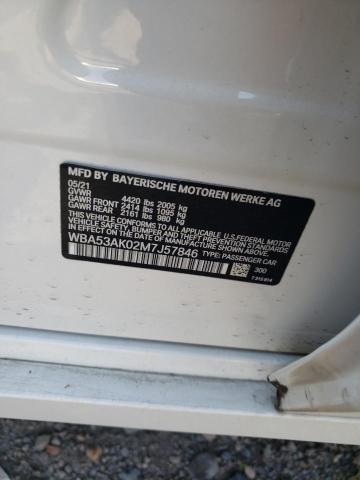 MFD BY BAYERISCHE MOTOREN WERKE AG
05/21
GVWR 4420 lbs 2005 kg
GAWR FRONT 2414 lbs 1095 kg
GAWR REAR 2161 lbs 980 kg
THIS VEHICLE CONFORMS TO ALL APPLICABLE U.S. FEDERAL MOTOR
VEHICLE SAFETY, BUMPER AND THEFT PREVENTION STANDARDS
IN EFFECT ON THE DATE OF MANUFACTURE SHOWN ABOVE.
WBA53AK02M7J57846 TYPE: PASSENGER CAR
300